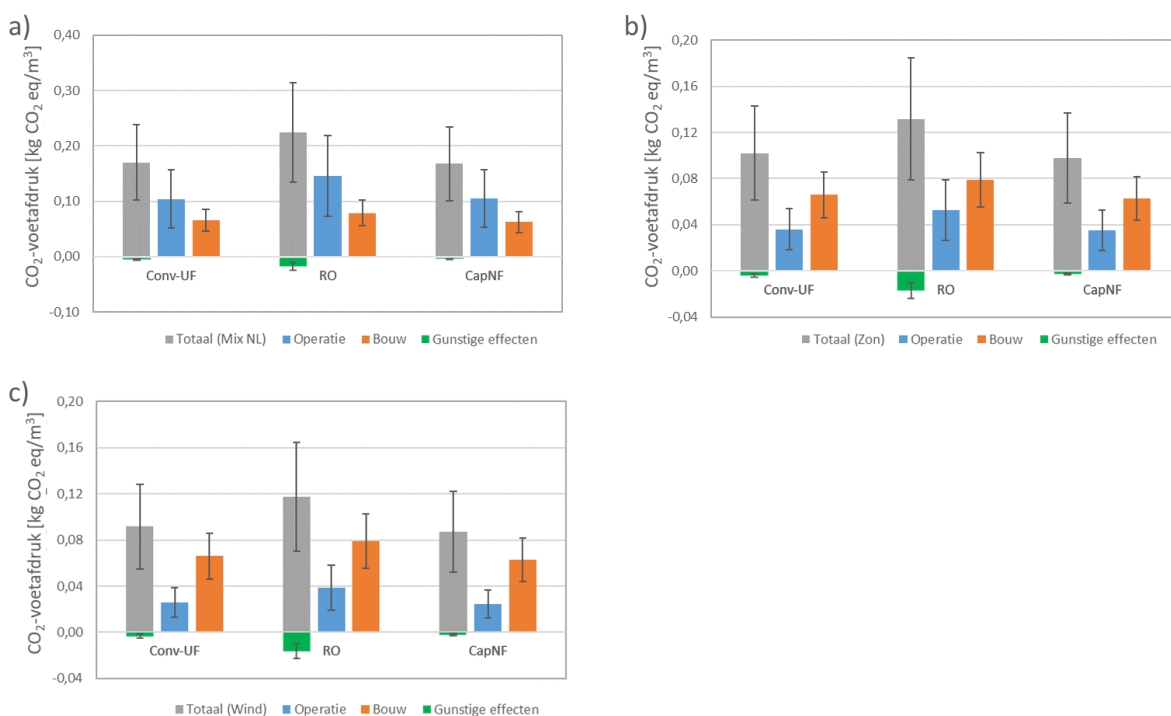 a)
CO₂-voetafdruk [kg CO₂ eq/m³]
0,40
0,30
0,20
0,10
0,00
-0,10
Conv-UF RO CapNF
Totaal (Mix NL) Operatie Bouw Gunstige effecten
b)
CO₂-voetafdruk [kg CO₂ eq/m³]
0,20
0,16
0,12
0,08
0,04
0,00
-0,04
Conv-UF RO CapNF
Totaal (Zon) Operatie Bouw Gunstige effecten
c)
CO₂-voetafdruk [kg CO₂ eq/m³]
0,20
0,16
0,12
0,08
0,04
0,00
-0,04
Conv-UF RO CapNF
Totaal (Wind) Operatie Bouw Gunstige effecten